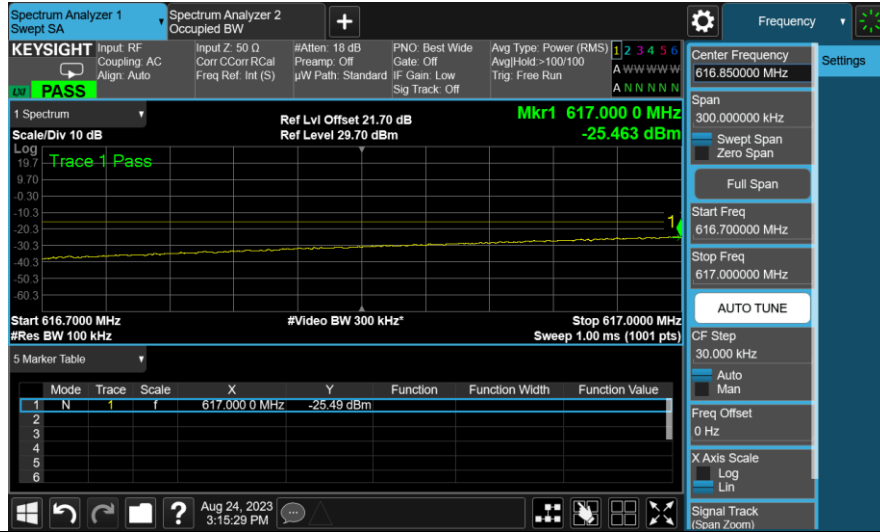 Spectrum Analyzer 1
Swept SA
Spectrum Analyzer 2
Occupied BW
Frequency
KEYSIGHT
LXI
PASS
Input: RF
Coupling: AC
Align: Auto
Input Z: 50 Ω
Corr CCorr RCal
Freq Ref: Int (S)
#Atten: 18 dB
Preamp: Off
µW Path: Standard
PNO: Best Wide
Gate: Off
IF Gain: Low
Sig Track: Off
Avg Type: Power (RMS)
Avg|Hold:>100/100
Trig: Free Run
1 2 3 4 5 6
A W W W W W
A N N N N N
1 Spectrum
Scale/Div 10 dB
Ref Lvl Offset 21.70 dB
Ref Level 29.70 dBm
Mkr1 617.000 0 MHz
-25.463 dBm
Log
Trace 1 Pass
19.7
9.70
-0.30
-10.3
-20.3
-30.3
-40.3
-50.3
-60.3
1
Start 616.7000 MHz
#Res BW 100 kHz
#Video BW 300 kHz*
Stop 617.0000 MHz
Sweep 1.00 ms (1001 pts)
5 Marker Table
Mode Trace Scale X Y Function Function Width Function Value
1 N 1 f 617.000 0 MHz -25.49 dBm
2
3
4
5
6
Aug 24, 2023
3:15:29 PM
Center Frequency
616.850000 MHz
Settings
Span
300.000000 kHz
Swept Span
Zero Span
Full Span
Start Freq
616.700000 MHz
Stop Freq
617.000000 MHz
AUTO TUNE
CF Step
30.000 kHz
Auto
Man
Freq Offset
0 Hz
X Axis Scale
Log
Lin
Signal Track
(Span Zoom)